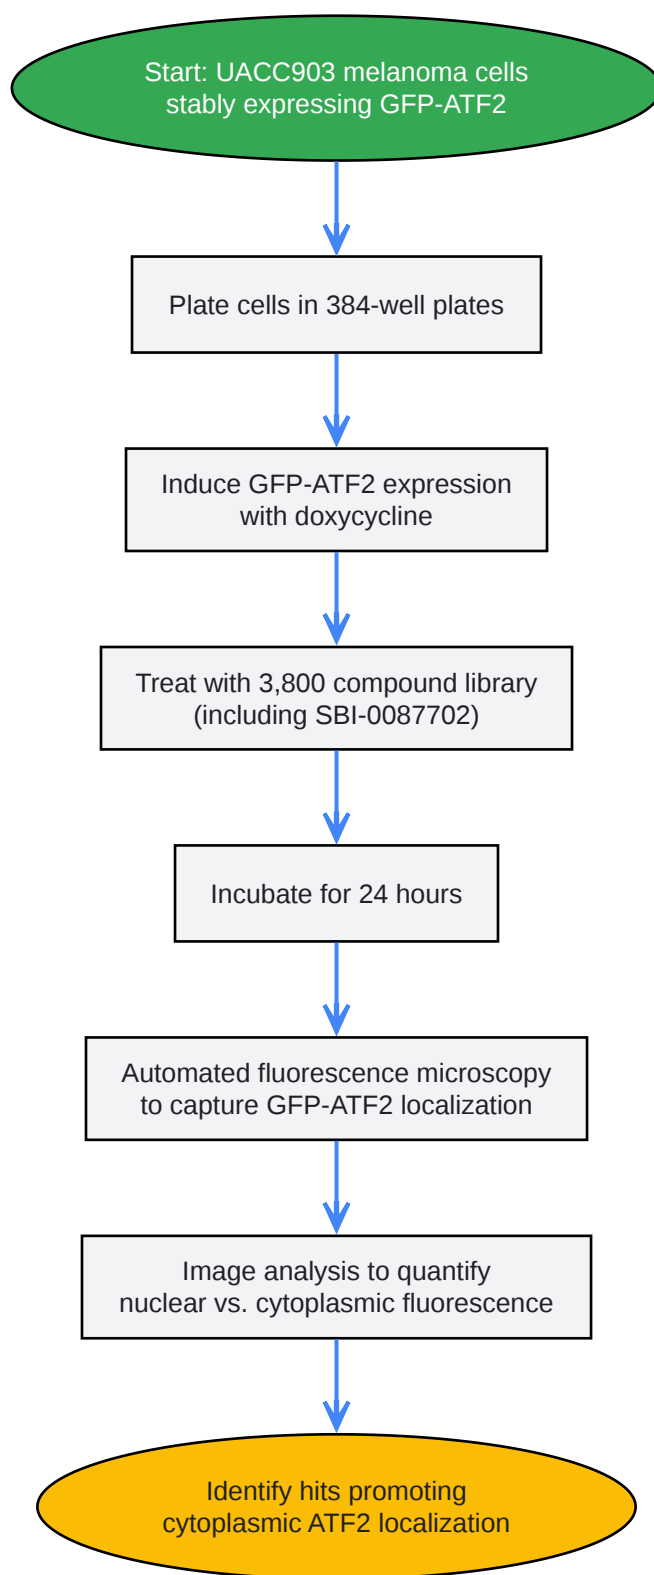 Start: UACC903 melanoma cells
stably expressing GFP-ATF2
Plate cells in 384-well plates
Induce GFP-ATF2 expression
with doxycycline
Treat with 3,800 compound library
(including SBI-0087702)
Incubate for 24 hours
Automated fluorescence microscopy
to capture GFP-ATF2 localization
Image analysis to quantify
nuclear vs. cytoplasmic fluorescence
Identify hits promoting
cytoplasmic ATF2 localization